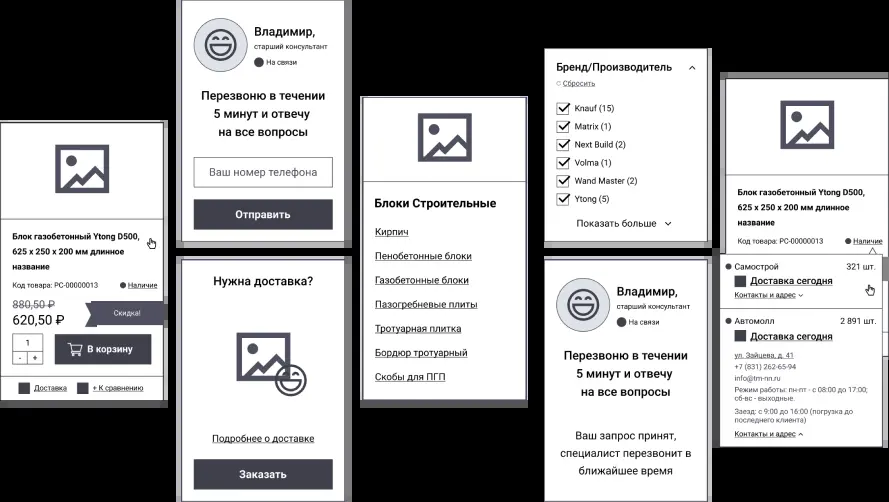 Блок газобетонный Ytong D500,
625 x 250 x 200 мм длинное
название
Код товара: РС-00000013
Наличие
880,50 ₽
620,50 ₽
Скидка!
1
- +
В корзину
Доставка
+ К сравнению
Владимир,
старший консультант
На связи
Перезвоню в течении
5 минут и отвечу
на все вопросы
Ваш номер телефона
Отправить
Нужна доставка?
Подробнее о доставке
Заказать
Блоки Строительные
Кирпич
Пенобетонные блоки
Газобетонные блоки
Пазогребневые плиты
Тротуарная плитка
Бордюр тротуарный
Скобы для ПГП
Бренд/Производитель
Сбросить
Knauf (15)
Matrix (1)
Next Build (2)
Volma (1)
Wand Master (2)
Ytong (5)
Показать больше
Владимир,
старший консультант
На связи
Перезвоню в течении
5 минут и отвечу
на все вопросы
Ваш запрос принят,
специалист перезвонит в
ближайшее время
Блок газобетонный Ytong D500,
625 x 250 x 200 мм длинное
название
Код товара: РС-00000013
Наличие
Самострой 321 шт.
Доставка сегодня
Контакты и адрес
Автомолл 2 891 шт.
Доставка сегодня
ул. Зайцева, д. 41
+7 (831) 262-65-94
info@tm-nn.ru
Режим работы: пн-пт - с 08:00 до 17:00;
сб-вс - выходные.
Заезд: с 9:00 до 16:00 (погрузка до
последнего клиента)
Контакты и адрес